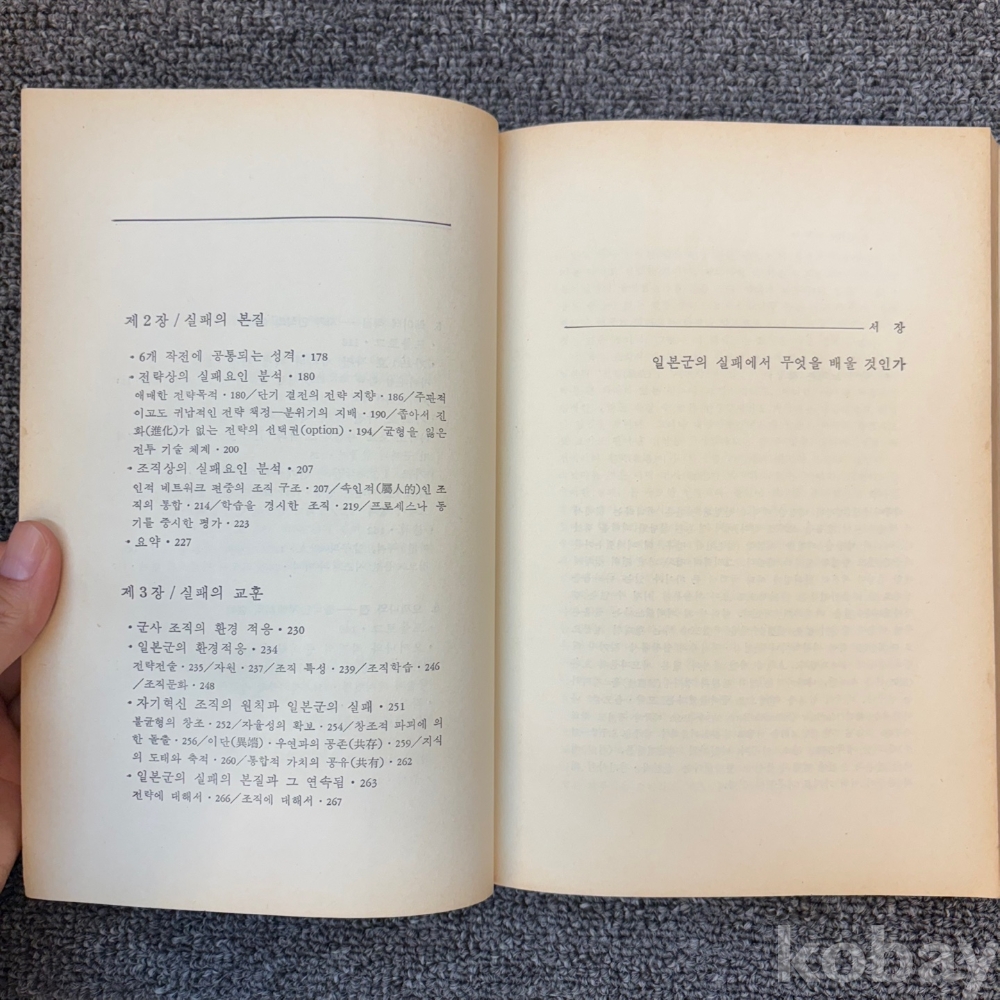 제2장/실패의 본질
• 6개 작전에 공통되는 성격 • 178
• 전략상의 실패요인 분석 • 180
애매한 전략목적 • 180/단기 결전의 전략 지향 • 186/주관적
이고도 귀납적인 전략 책정—분위기의 지배 • 190/좁아서 진
화(進化)가 없는 전략의 선택권(option) • 194/균형을 잃은
전투 기술 체계 • 200
• 조직상의 실패요인 분석 • 207
인적 네트워크 편중의 조직 구조 • 207/속인적(屬人的)인 조
직의 통합 • 214/학습을 경시한 조직 • 219/프로세스나 동
기를 중시한 평가 • 223
• 요약 • 227
제3장/실패의 교훈
• 군사 조직의 환경 적응 • 230
• 일본군의 환경적응 • 234
전략전술 • 235/자원 • 237/조직 특성 • 239/조직학습 • 246
/조직문화 • 248
• 자기혁신 조직의 원칙과 일본군의 실패 • 251
불균형의 창조 • 252/자율성의 확보 • 254/창조적 파괴에 의
한 돌출 • 256/이단(異端) • 우연과의 공존(共存) • 259/지식
의 도태와 축적 • 260/통합적 가치의 공유(共有) • 262
• 일본군의 실패의 본질과 그 연속됨 • 263
전략에 대해서 • 266/조직에 대해서 • 267
서 장
일본군의 실패에서 무엇을 배울 것인가
kobay